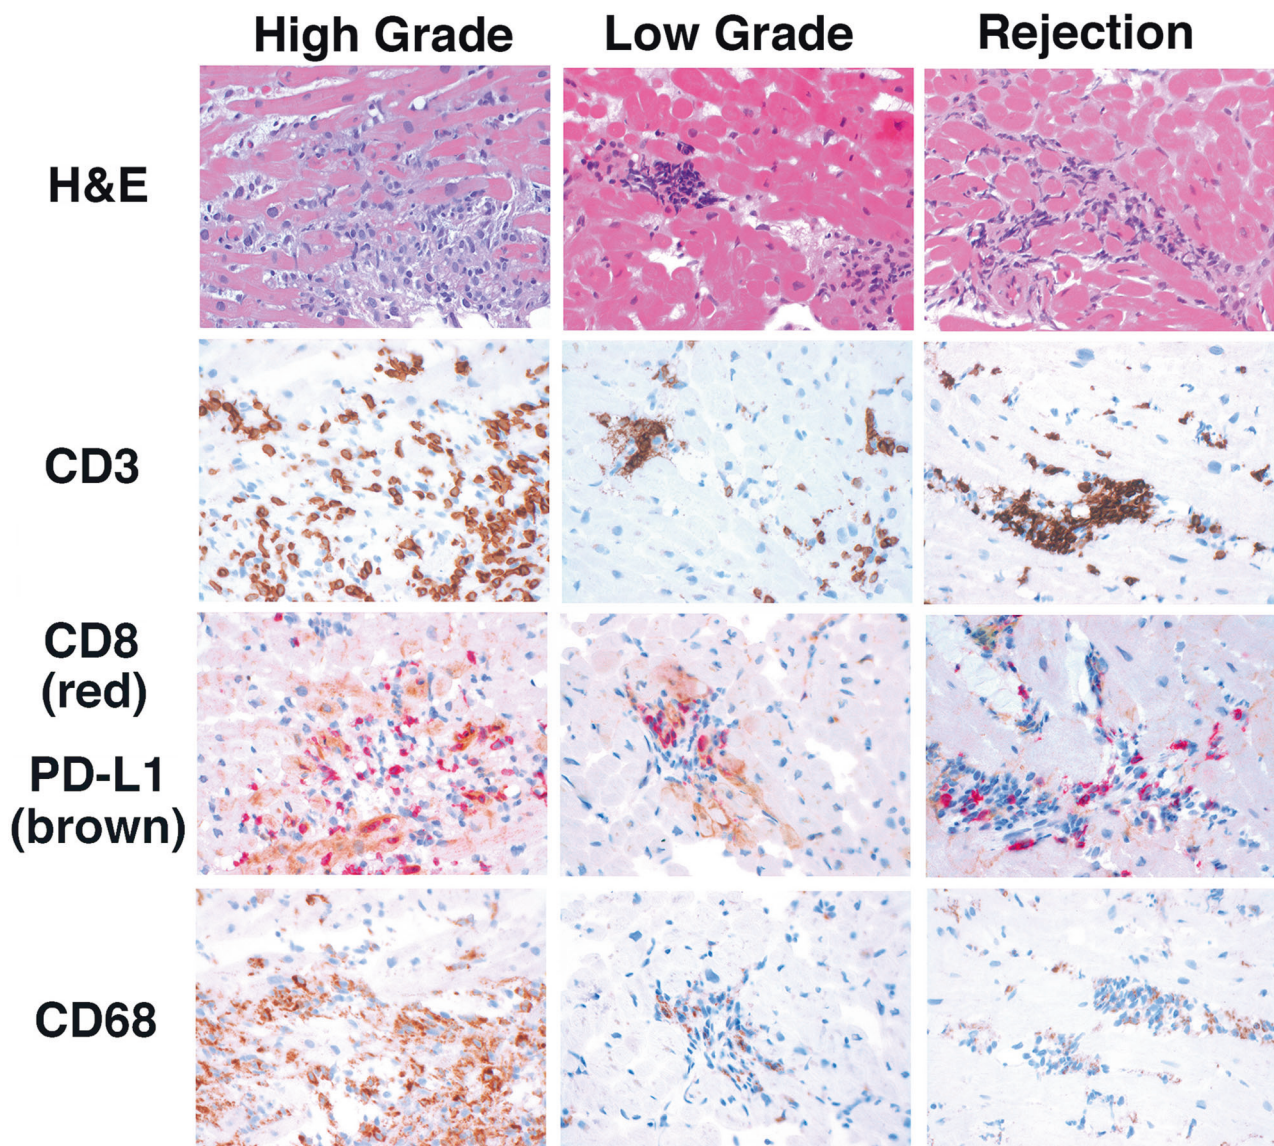 High Grade
Low Grade
Rejection
H&E
CD3
CD8
(red)
PD-L1
(brown)
CD68